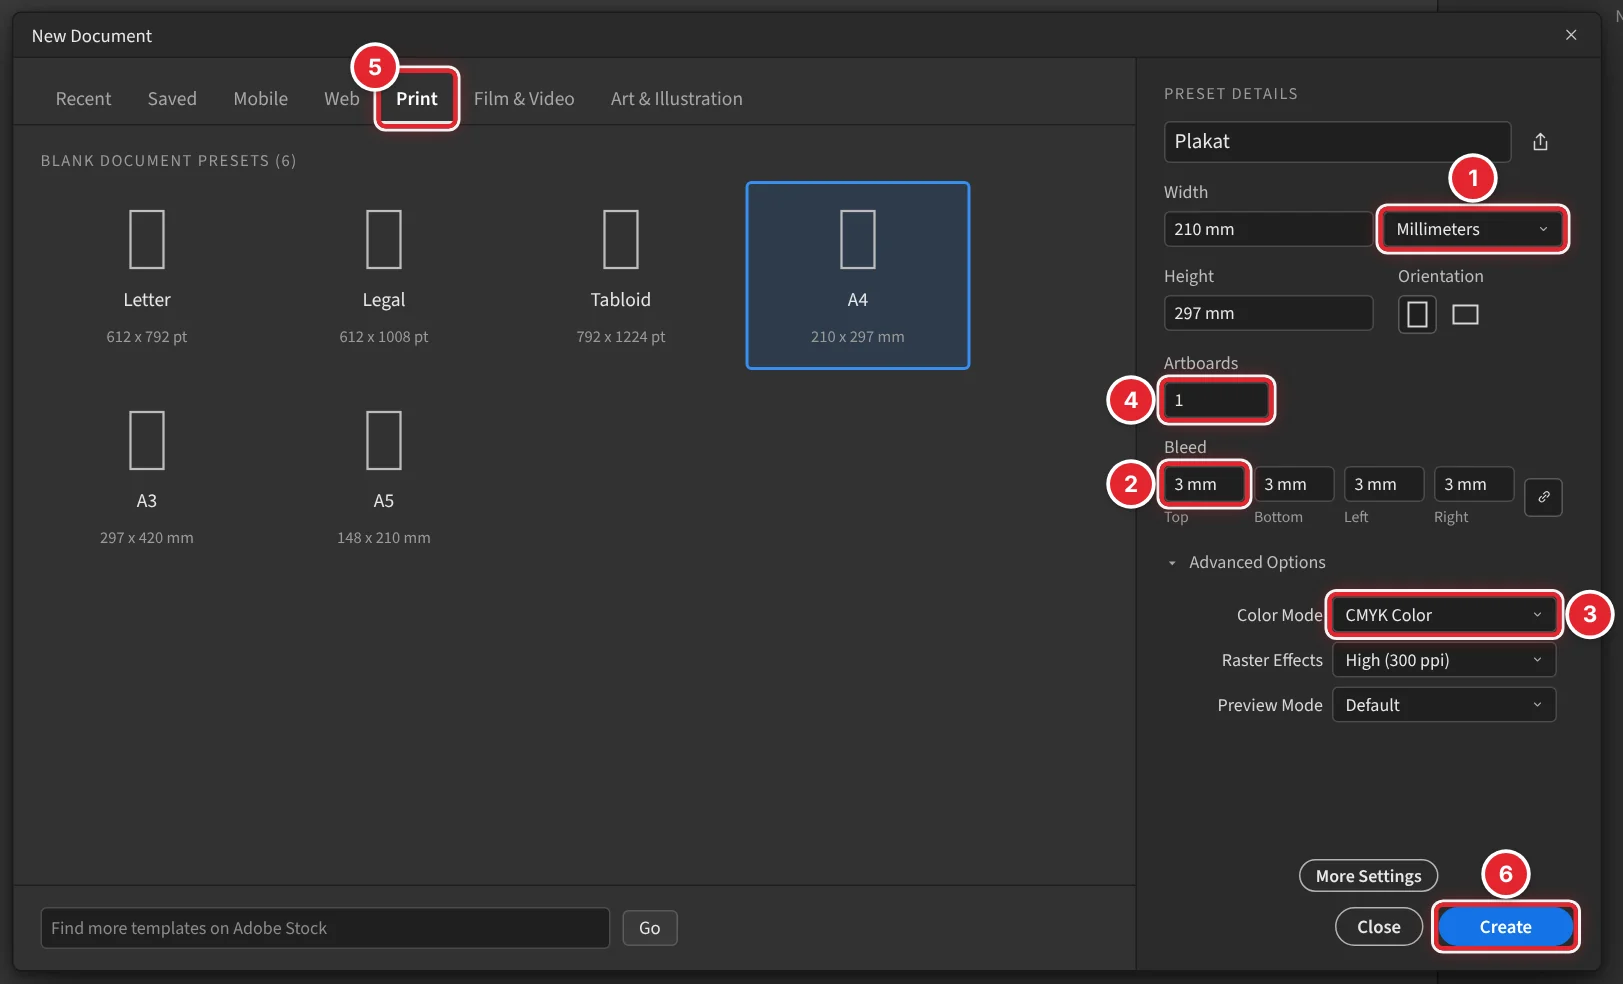 New Document
5
Recent Saved Mobile Web Print Film & Video Art & Illustration
BLANK DOCUMENT PRESETS (6)
Letter
612 x 792 pt
Legal
612 x 1008 pt
Tabloid
792 x 1224 pt
A4
210 x 297 mm
A3
297 x 420 mm
A5
148 x 210 mm
Find more templates on Adobe Stock
Go
PRESET DETAILS
Plakat
1
Width
210 mm
Millimeters
Height
Orientation
297 mm
Artboards
4
1
Bleed
2
3 mm 3 mm 3 mm 3 mm
Top Bottom Left Right
Advanced Options
Color Mode CMYK Color
3
Raster Effects High (300 ppi)
Preview Mode Default
More Settings
6
Close
Create